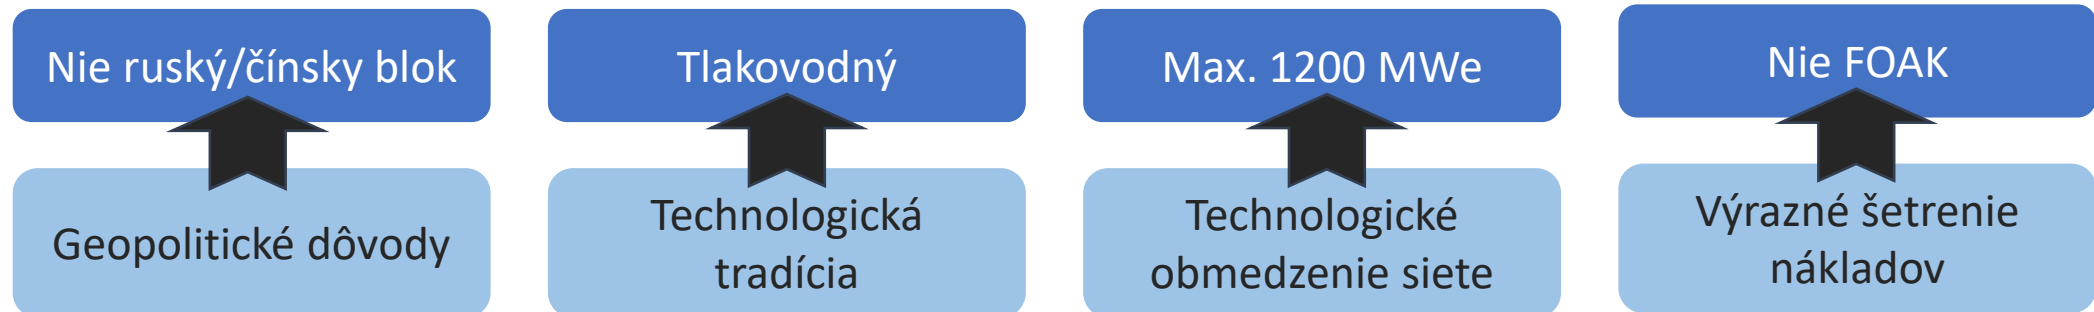 Nie ruský/čínsky blok
Tlakovodný
Max. 1200 MWe
Nie FOAK
Geopolitické dôvody
Technologická
tradícia
Technologické
obmedzenie siete
Výrazné šetrenie
nákladov